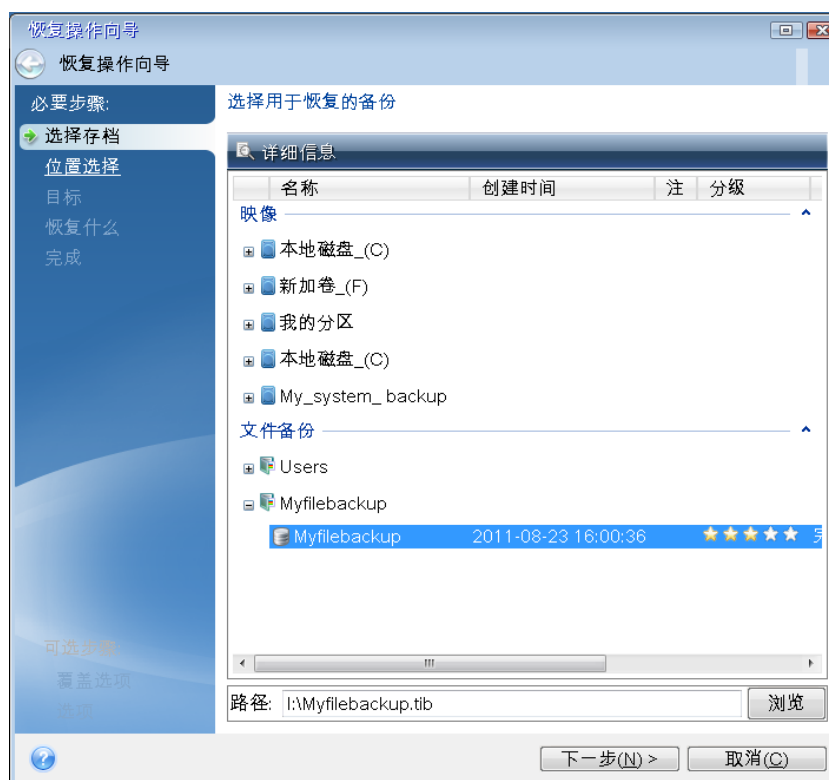 恢复操作向导
恢复操作向导
必要步骤:
选择存档
位置选择
目标
恢复什么
完成
可选步骤:
覆盖选项
选项
选择用于恢复的备份
详细信息
名称 创建时间 注 分级
映像
本地磁盘_(C)
新加卷_(F)
我的分区
本地磁盘_(C)
My_system_ backup
文件备份
Users
Myfilebackup
Myfilebackup 2011-08-23 16:00:36
路径: I:\Myfilebackup.tib 浏览
下一步(N) > 取消(C)